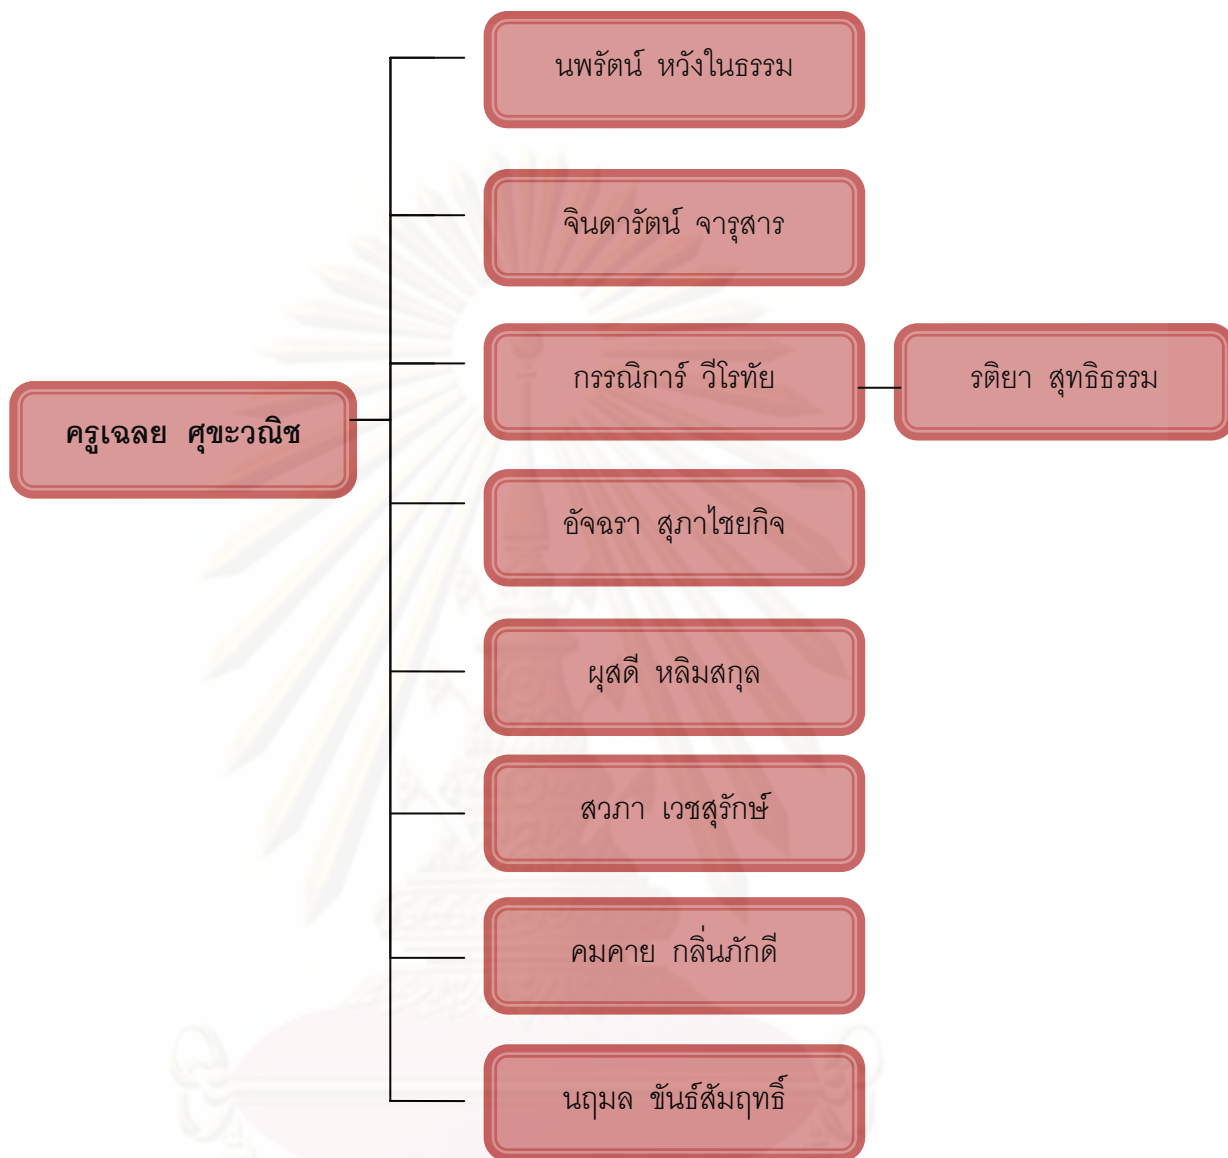 นพรัตน์ หวังในธรรม
จินดารัตน์ จารุสาร
กรรณิการ์ วีโรทัย
รติยา สุทธิธรรม
ครูเฉลย ศุขะวณิช
อัจฉรา สุภาไชยกิจ
ผุสดี หลิมสกุล
สวภา เวชสุรักษ์
คมคาย กลิ่นภักดี
นฤมล ขันธ์สัมฤทธิ์